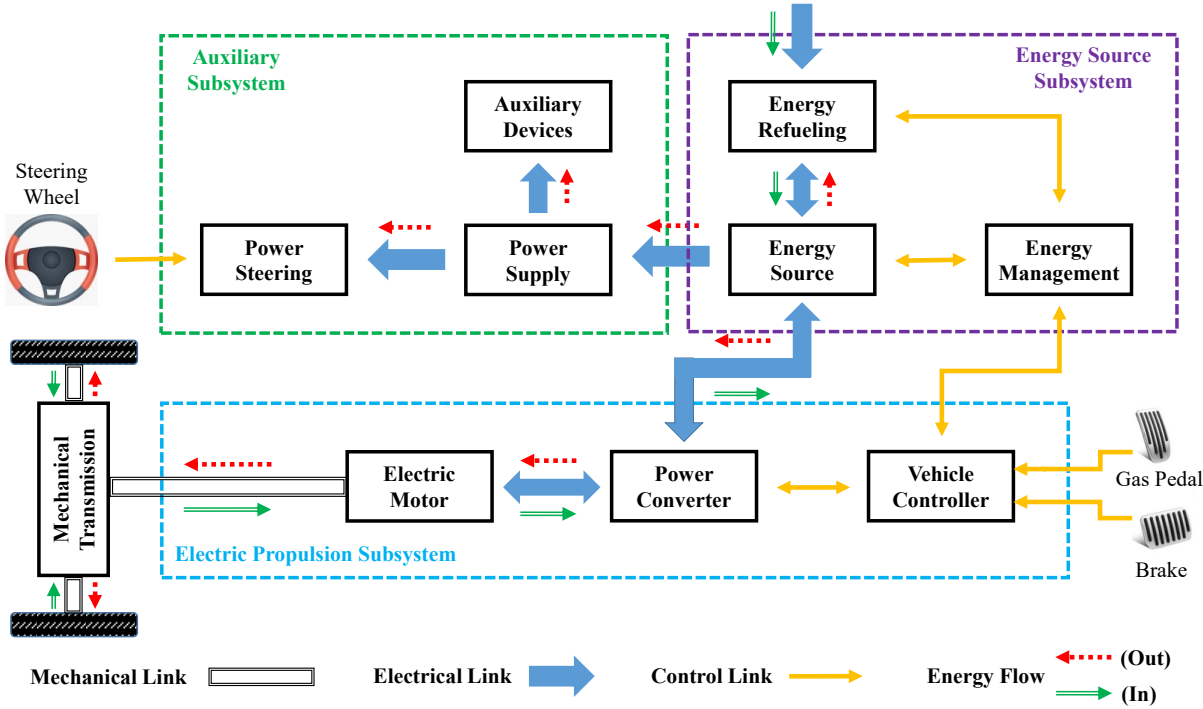 Auxiliary
Subsystem
Energy Source
Subsystem
Auxiliary
Devices
Energy
Refueling
Steering
Wheel
Power
Steering
Power
Supply
Energy
Source
Energy
Management
Mechanical
Transmission
Electric
Motor
Power
Converter
Vehicle
Controller
Gas Pedal
Electric Propulsion Subsystem
Brake
Mechanical Link
Electrical Link
Control Link
Energy Flow
(Out)
(In)